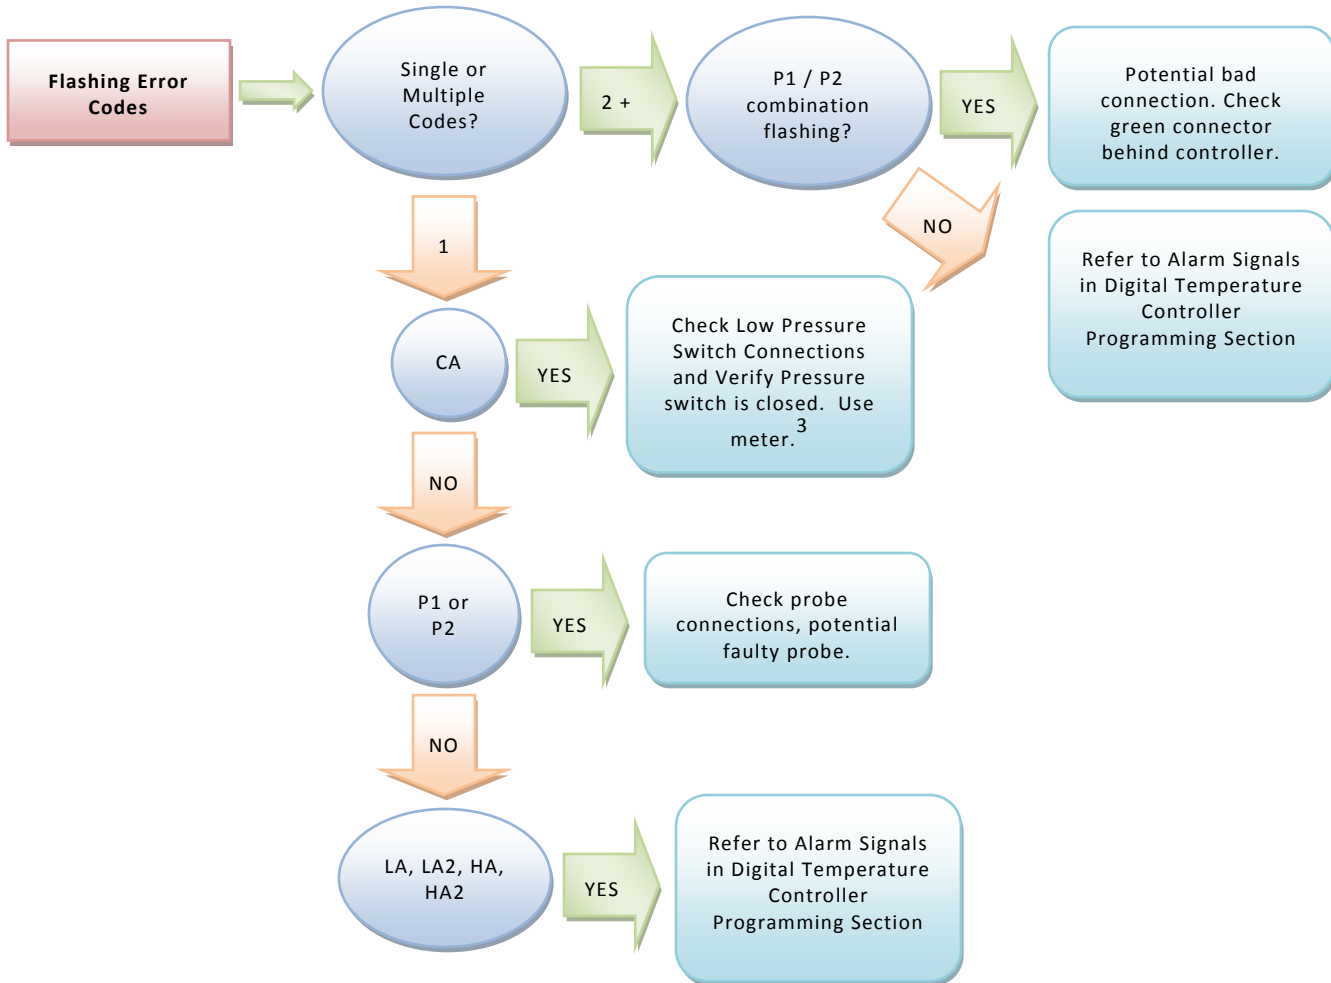 Flashing Error
Codes
Single or
Multiple
Codes?
2 +
P1 / P2
combination
flashing?
YES
Potential bad
connection. Check
green connector
behind controller.
NO
Refer to Alarm Signals
in Digital Temperature
Controller
Programming Section
1
CA
YES
Check Low Pressure
Switch Connections
and Verify Pressure
switch is closed.  Use
meter.3
NO
P1 or
P2
YES
Check probe
connections, potential
faulty probe.
NO
LA, LA2, HA,
HA2
YES
Refer to Alarm Signals
in Digital Temperature
Controller
Programming Section